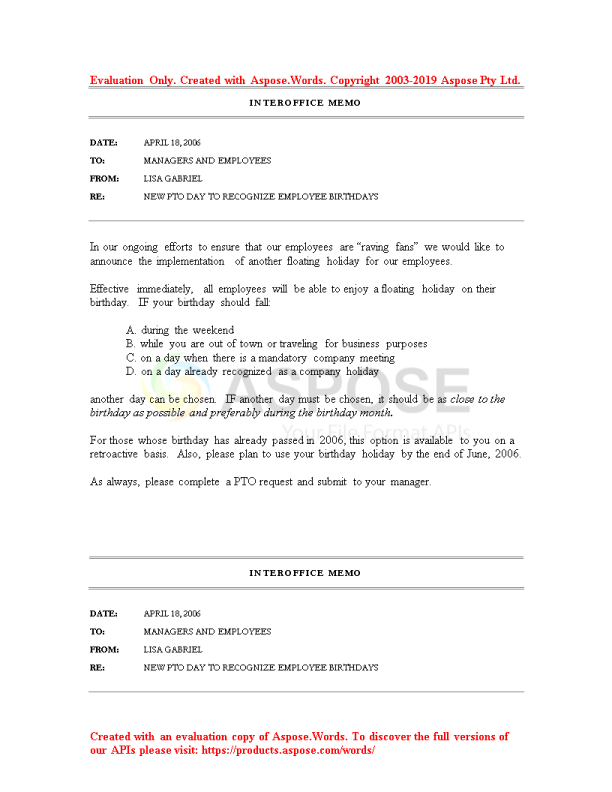 Evaluation Only. Created with Aspose.Words. Copyright 2003-2019 Aspose Pty Ltd.
INTEROFFICE MEMO
DATE: APRIL 18, 2006
TO: MANAGERS AND EMPLOYEES
FROM: LISA GABRIEL
RE: NEW PTO DAY TO RECOGNIZE EMPLOYEE BIRTHDAYS
In our ongoing efforts to ensure that our employees are “raving fans” we would like to
announce the implementation of another floating holiday for our employees.
Effective immediately, all employees will be able to enjoy a floating holiday on their
birthday. IF your birthday should fall:
A. during the weekend
B. while you are out of town or traveling for business purposes
C. on a day when there is a mandatory company meeting
D. on a day already recognized as a company holiday
ASPOSE
another day can be chosen. IF another day must be chosen, it should be as close to the
birthday as possible and preferably during the birthday month.
Your File Format APIs
For those whose birthday has already passed in 2006, this option is available to you on a
retroactive basis. Also, please plan to use your birthday holiday by the end of June, 2006.
As always, please complete a PTO request and submit to your manager.
INTEROFFICE MEMO
DATE: APRIL 18, 2006
TO: MANAGERS AND EMPLOYEES
FROM: LISA GABRIEL
RE: NEW PTO DAY TO RECOGNIZE EMPLOYEE BIRTHDAYS
Created with an evaluation copy of Aspose.Words. To discover the full versions of
our APIs please visit: https://products.aspose.com/words/